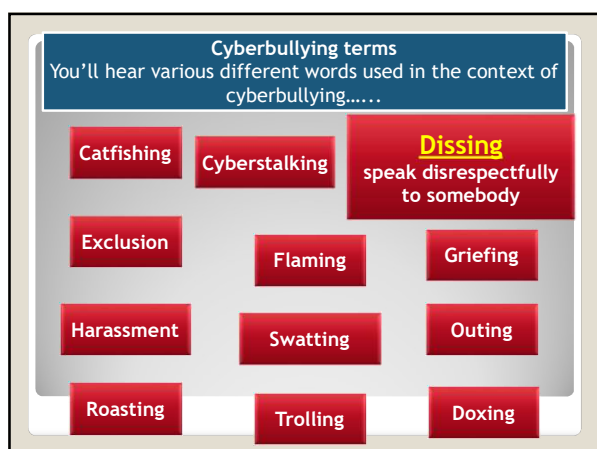 Cyberbullying terms
You’ll hear various different words used in the context of
cyberbullying…...
Catfishing
Cyberstalking
Dissing
speak disrespectfully
to somebody
Exclusion
Flaming
Griefing
Harassment
Swatting
Outing
Roasting
Trolling
Doxing